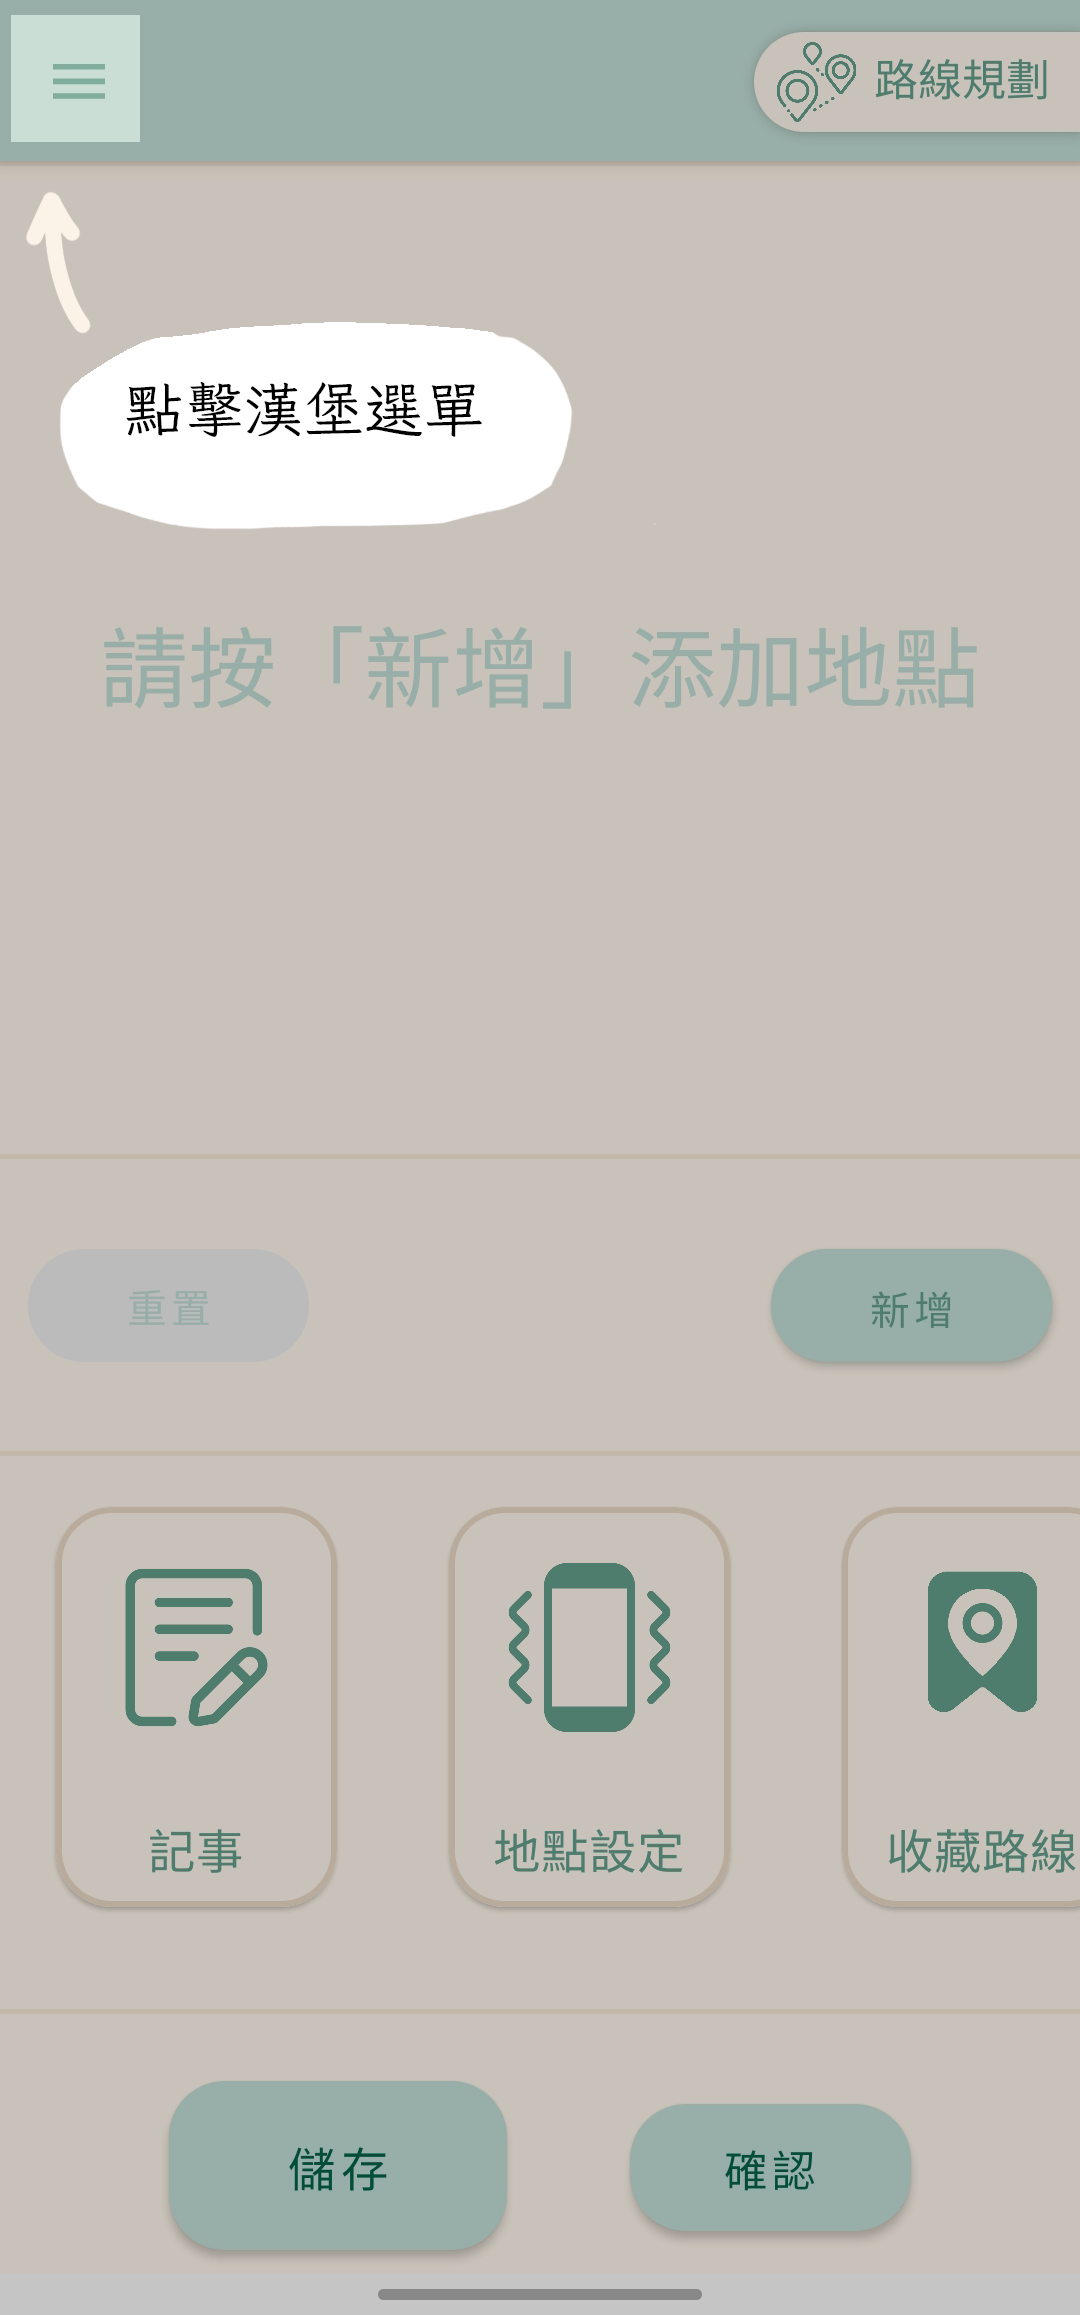 路線規劃
點擊漢堡選單
請按「新增」添加地點
重置
新增
記事
地點設定
收藏路線
儲存
確認